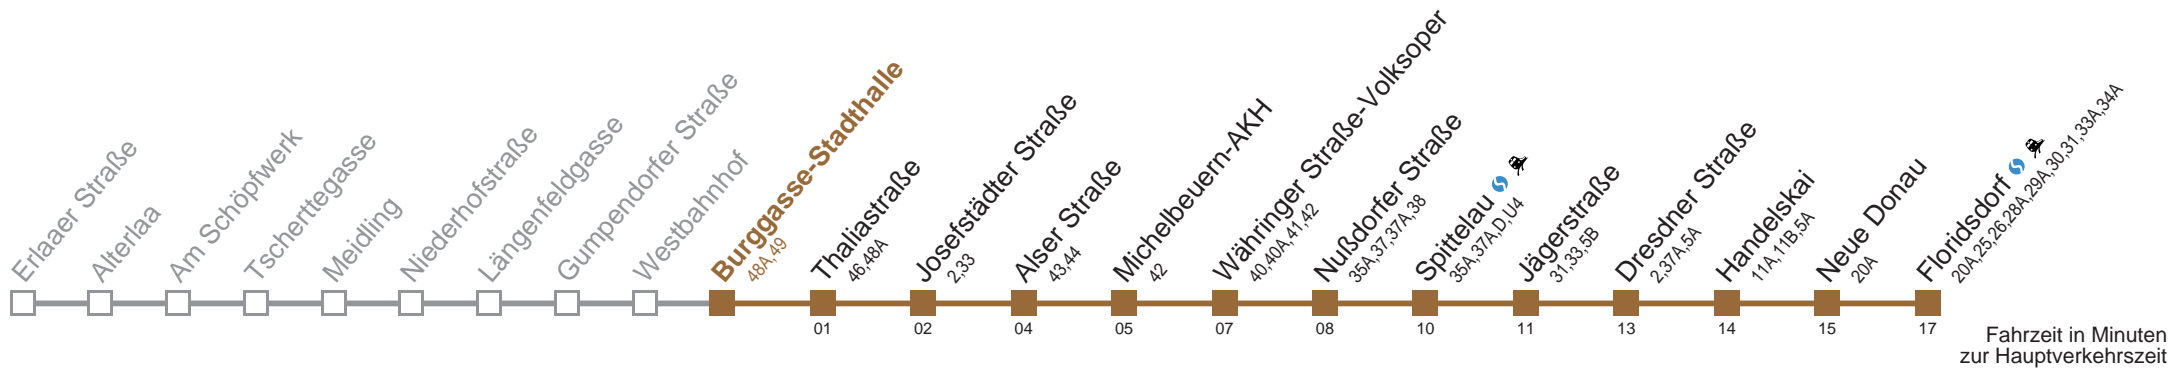 Erlaaer Straße
Alterlaa
Am Schöpfwerk
Tscherttegasse
Meidling
Niederhofstraße
Längenfeldgasse
Gumpendorfer Straße
Westbahnhof
Burggasse-Stadthalle
48A,49
Thaliastraße
46,48A
Josefstädter Straße
2,33
Alser Straße
43,44
Michelbeuern-AKH
42
Währinger Straße-Volksoper
40,40A,41,42
Nußdorfer Straße
35A,37,37A,38
Spittelau
35A,37A,D,U4
Jägerstraße
31,33,5B
Dresdner Straße
2,37A,5A
Handelskai
11A,11B,5A
Neue Donau
20A
Floridsdorf
20A,25,26,28A,29A,30,31,33A,34A
01 02 04 05 07 08 10 11 13 14 15 17
Fahrzeit in Minuten
zur Hauptverkehrszeit